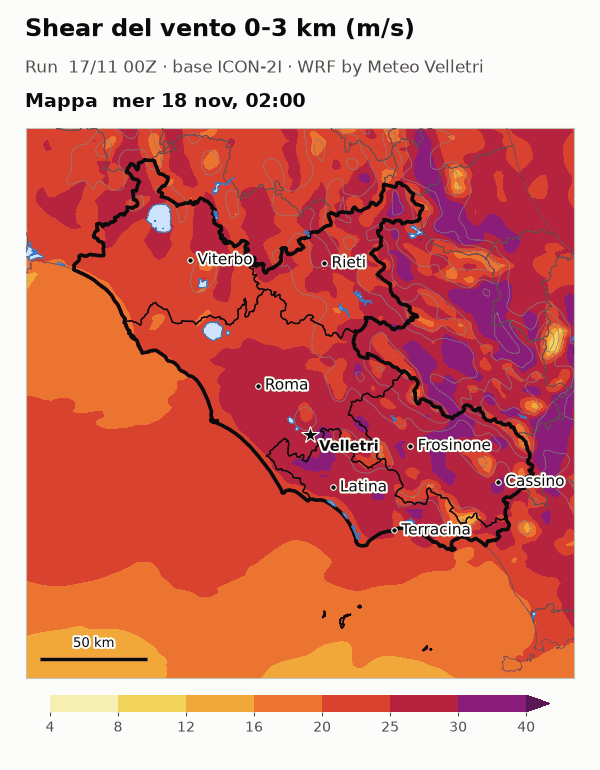 Shear del vento 0-3 km (m/s)
Run 17/11 00Z · base ICON-2I · WRF by Meteo Velletri
Mappa mer 18 nov, 02:00
Viterbo
Rieti
Roma
Velletri
Frosinone
Latina
Cassino
Terracina
50 km
4 8 12 16 20 25 30 40